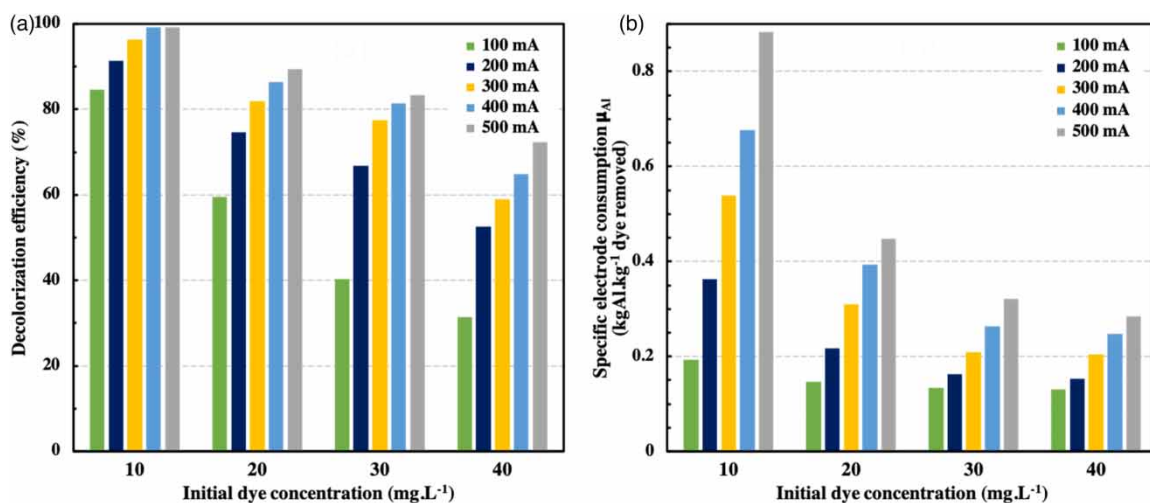 (a)
100
80
60
40
20
0
Decolorization efficiency (%)
100 mA
200 mA
300 mA
400 mA
500 mA
10 20 30 40
Initial dye concentration (mg.L⁻¹)
(b)
0.8
0.6
0.4
0.2
0
Specific electrode consumption μAl
(kgAl.kg⁻¹ dye removed)
100 mA
200 mA
300 mA
400 mA
500 mA
10 20 30 40
Initial dye concentration (mg.L⁻¹)